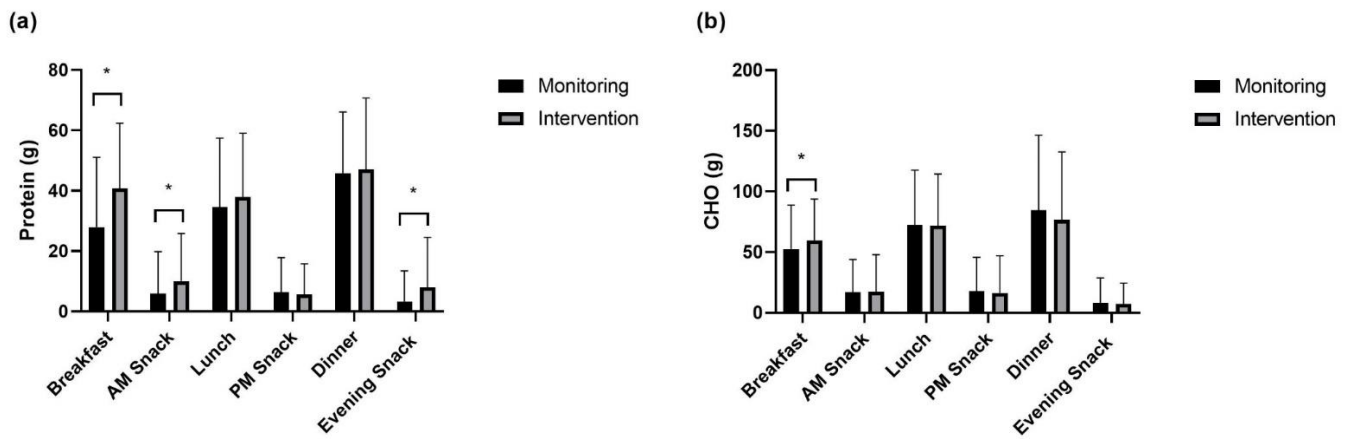 (a)
Protein (g)
80
60
40
20
0
*
*
*
Breakfast
AM Snack
Lunch
PM Snack
Dinner
Evening Snack
Monitoring
Intervention
(b)
CHO (g)
200
150
100
50
0
*
Breakfast
AM Snack
Lunch
PM Snack
Dinner
Evening Snack
Monitoring
Intervention